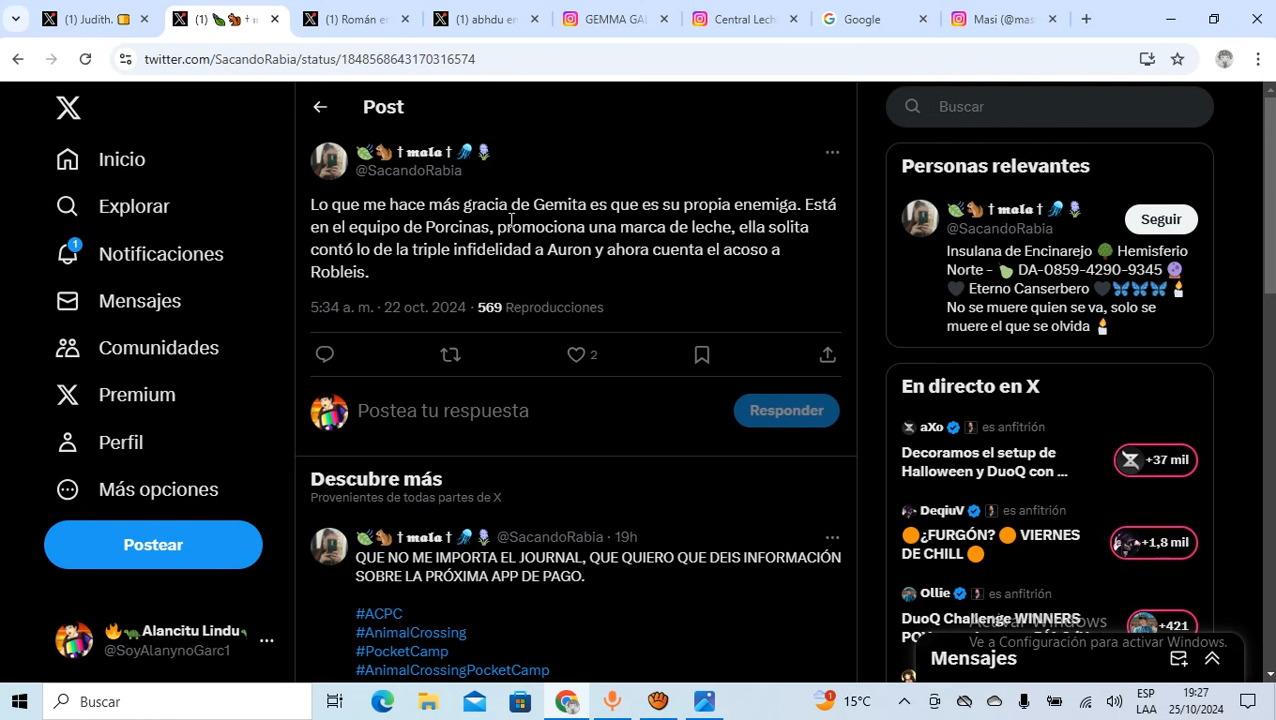 (1) Judith.
(1)
(1) Román en
(1) abhdu en
GEMMA GAL
Central Lech
Google
Masi (@mas
twitter.com/SacandoRabia/status/1848568643170316574
Inicio
Explorar
1
Notificaciones
Mensajes
Comunidades
Premium
Perfil
Más opciones
Postear
🔥🐢Alancitu Lindu
@SoyAlanynoGarc1
Post
🍃🐿️ † 𝖒𝖆𝖑𝖆 † 🪼🪻
@SacandoRabia
Lo que me hace más gracia de Gemita es que es su propia enemiga. Está
en el equipo de Porcinas, promociona una marca de leche, ella solita
contó lo de la triple infidelidad a Auron y ahora cuenta el acoso a
Robleis.
5:34 a. m. · 22 oct. 2024 · 569 Reproducciones
2
Postea tu respuesta
Responder
Descubre más
Provenientes de todas partes de X
🍃🐿️ † 𝖒𝖆𝖑𝖆 † 🪼🪻 @SacandoRabia · 19h
QUE NO ME IMPORTA EL JOURNAL, QUE QUIERO QUE DEIS INFORMACIÓN
SOBRE LA PRÓXIMA APP DE PAGO.
#ACPC
#AnimalCrossing
#PocketCamp
#AnimalCrossingPocketCamp
Buscar
Personas relevantes
🍃🐿️ † 𝖒𝖆𝖑𝖆 † 🪼🪻
@SacandoRabia
Seguir
Insulana de Encinarejo 🌳 Hemisferio
Norte - 🍐 DA-0859-4290-9345 🔮
🖤 Eterno Canserbero 🖤🦋🦋🦋🕯️
No se muere quien se va, solo se
muere el que se olvida 🕯️
En directo en X
aXo es anfitrión
Decoramos el setup de
Halloween y DuoQ con ...
+37 mil
DeqiuV es anfitrión
🟠¿FURGÓN? 🟠 VIERNES
DE CHILL 🟠
+1,8 mil
Ollie es anfitrión
DuoQ Challenge WINNERS
+421
Activar Windows
Ve a Configuración para activar Windows.
Mensajes
Buscar
1
15°C
ESP
LAA
19:27
25/10/2024